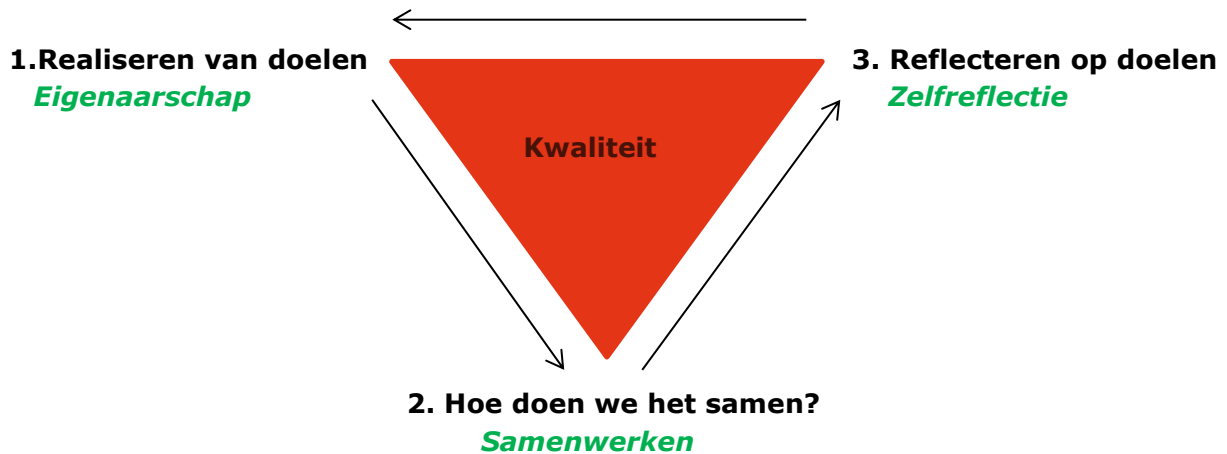 1.Realiseren van doelen
Eigenaarschap
3. Reflecteren op doelen
Zelfreflectie
Kwaliteit
2. Hoe doen we het samen?
Samenwerken